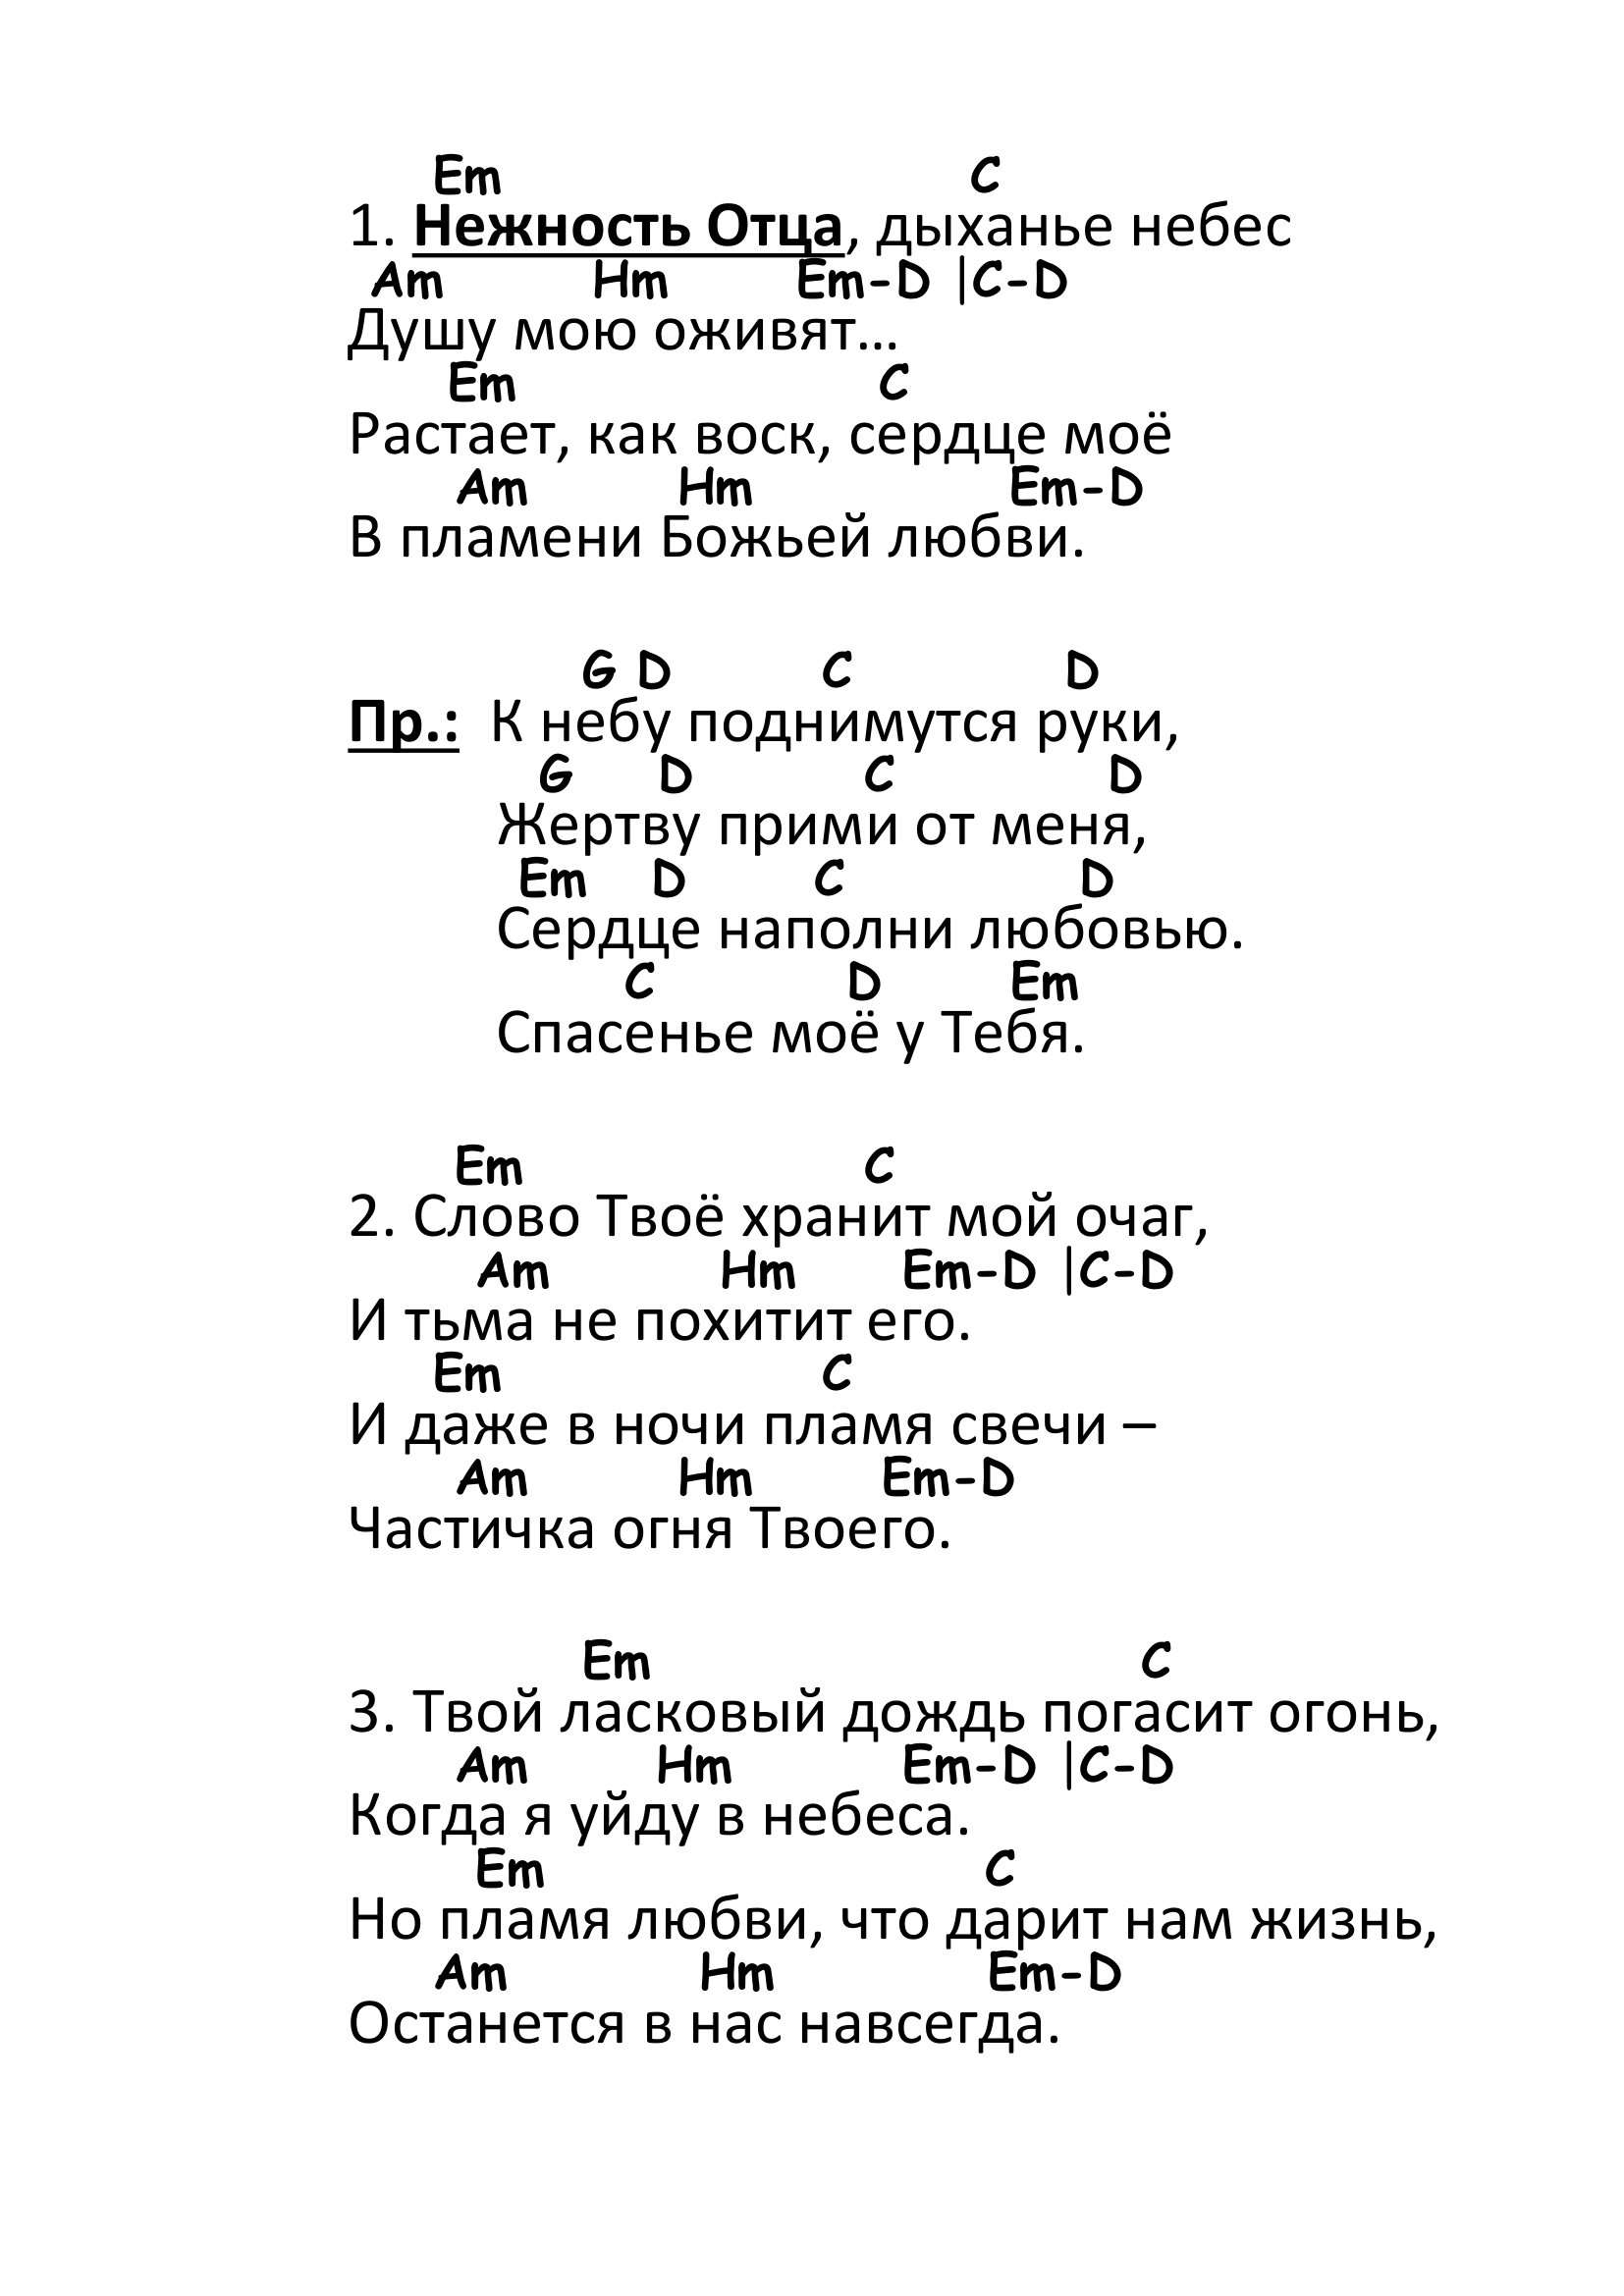 Em C
1. Нежность Отца, дыханье небес
Am Hm Em-D |C-D
Душу мою оживят...
Em C
Растает, как воск, сердце моё
Am Hm Em-D
В пламени Божьей любви.
G D C D
Пр.: К небу поднимутся руки,
G D C D
Жертву прими от меня,
Em D C D
Сердце наполни любовью.
C D Em
Спасенье моё у Тебя.
Em C
2. Слово Твоё хранит мой очаг,
Am Hm Em-D |C-D
И тьма не похитит его.
Em C
И даже в ночи пламя свечи –
Am Hm Em-D
Частичка огня Твоего.
Em C
3. Твой ласковый дождь погасит огонь,
Am Hm Em-D |C-D
Когда я уйду в небеса.
Em C
Но пламя любви, что дарит нам жизнь,
Am Hm Em-D
Останется в нас навсегда.